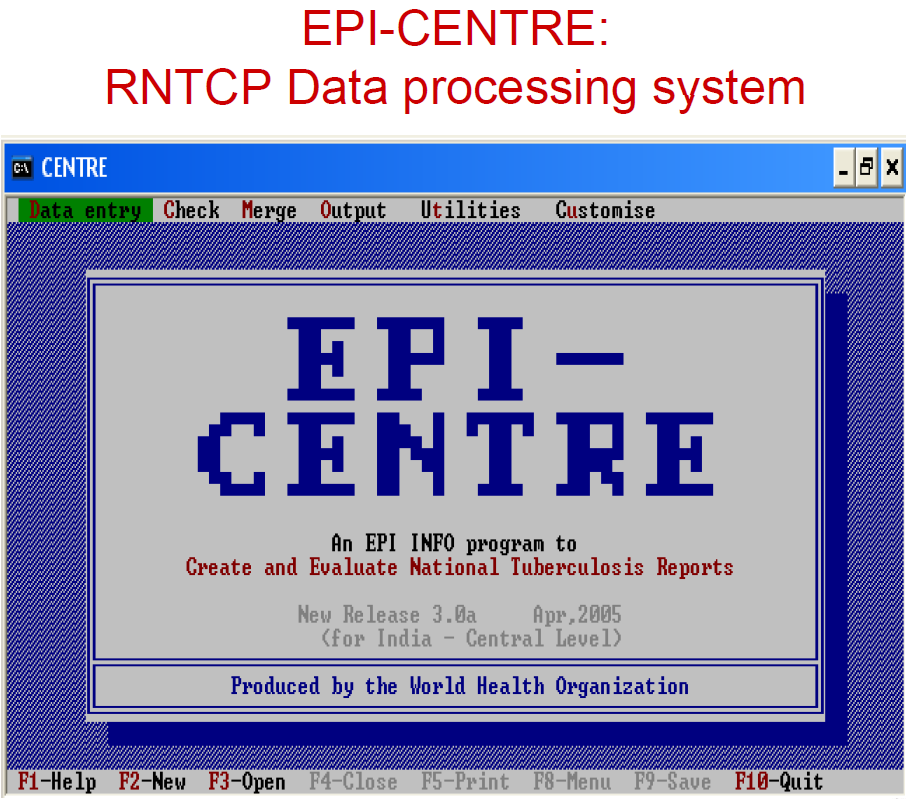 EPI-CENTRE:
RNTCP Data processing system
CENTRE
Data entry Check Merge Output Utilities Customise
EPI-
CENTRE
An EPI INFO program to
Create and Evaluate National Tuberculosis Reports
New Release 3.0a Apr,2005
(for India - Central Level)
Produced by the World Health Organization
F1-Help F2-New F3-Open F4-Close F5-Print F8-Menu F9-Save F10-Quit